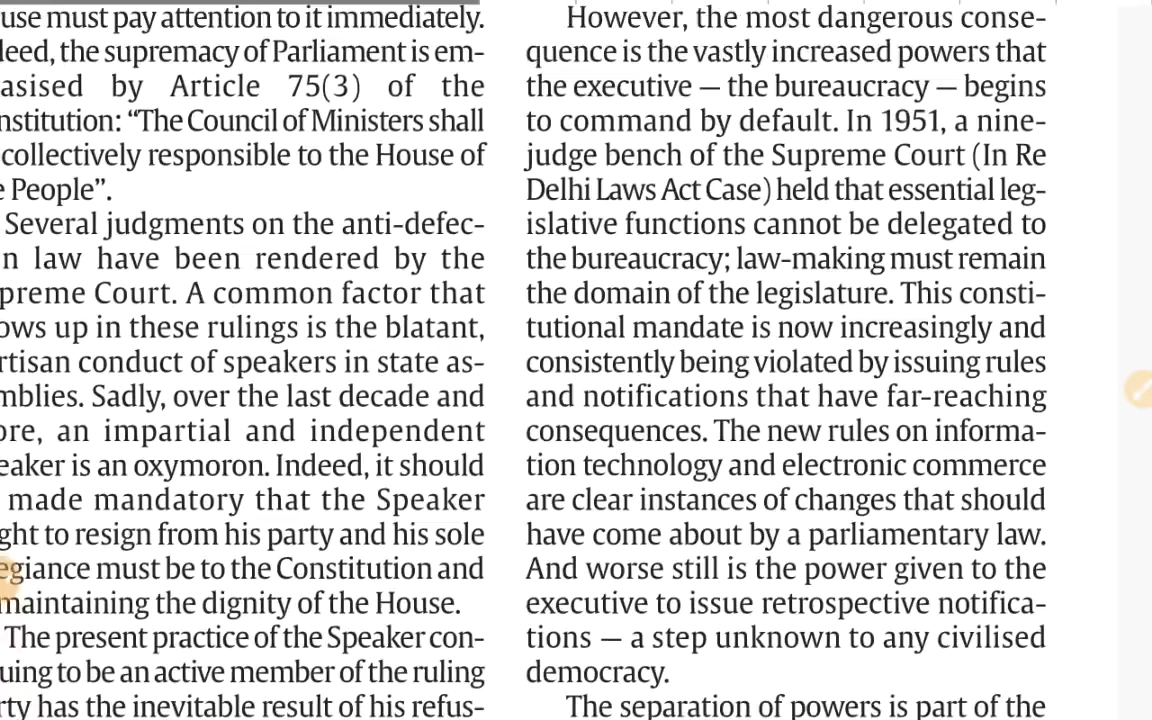 use must pay attention to it immediately.
deed, the supremacy of Parliament is em-
asised by Article 75(3) of the
nstitution: “The Council of Ministers shall
collectively responsible to the House of
e People”.
Several judgments on the anti-defec-
n law have been rendered by the
preme Court. A common factor that
ows up in these rulings is the blatant,
rtisan conduct of speakers in state as-
mblies. Sadly, over the last decade and
ore, an impartial and independent
eaker is an oxymoron. Indeed, it should
made mandatory that the Speaker
ght to resign from his party and his sole
egiance must be to the Constitution and
maintaining the dignity of the House.
The present practice of the Speaker con-
uing to be an active member of the ruling
rty has the inevitable result of his refus-
However, the most dangerous conse-
quence is the vastly increased powers that
the executive — the bureaucracy — begins
to command by default. In 1951, a nine-
judge bench of the Supreme Court (In Re
Delhi Laws Act Case) held that essential leg-
islative functions cannot be delegated to
the bureaucracy; law-making must remain
the domain of the legislature. This consti-
tutional mandate is now increasingly and
consistently being violated by issuing rules
and notifications that have far-reaching
consequences. The new rules on informa-
tion technology and electronic commerce
are clear instances of changes that should
have come about by a parliamentary law.
And worse still is the power given to the
executive to issue retrospective notifica-
tions — a step unknown to any civilised
democracy.
The separation of powers is part of the